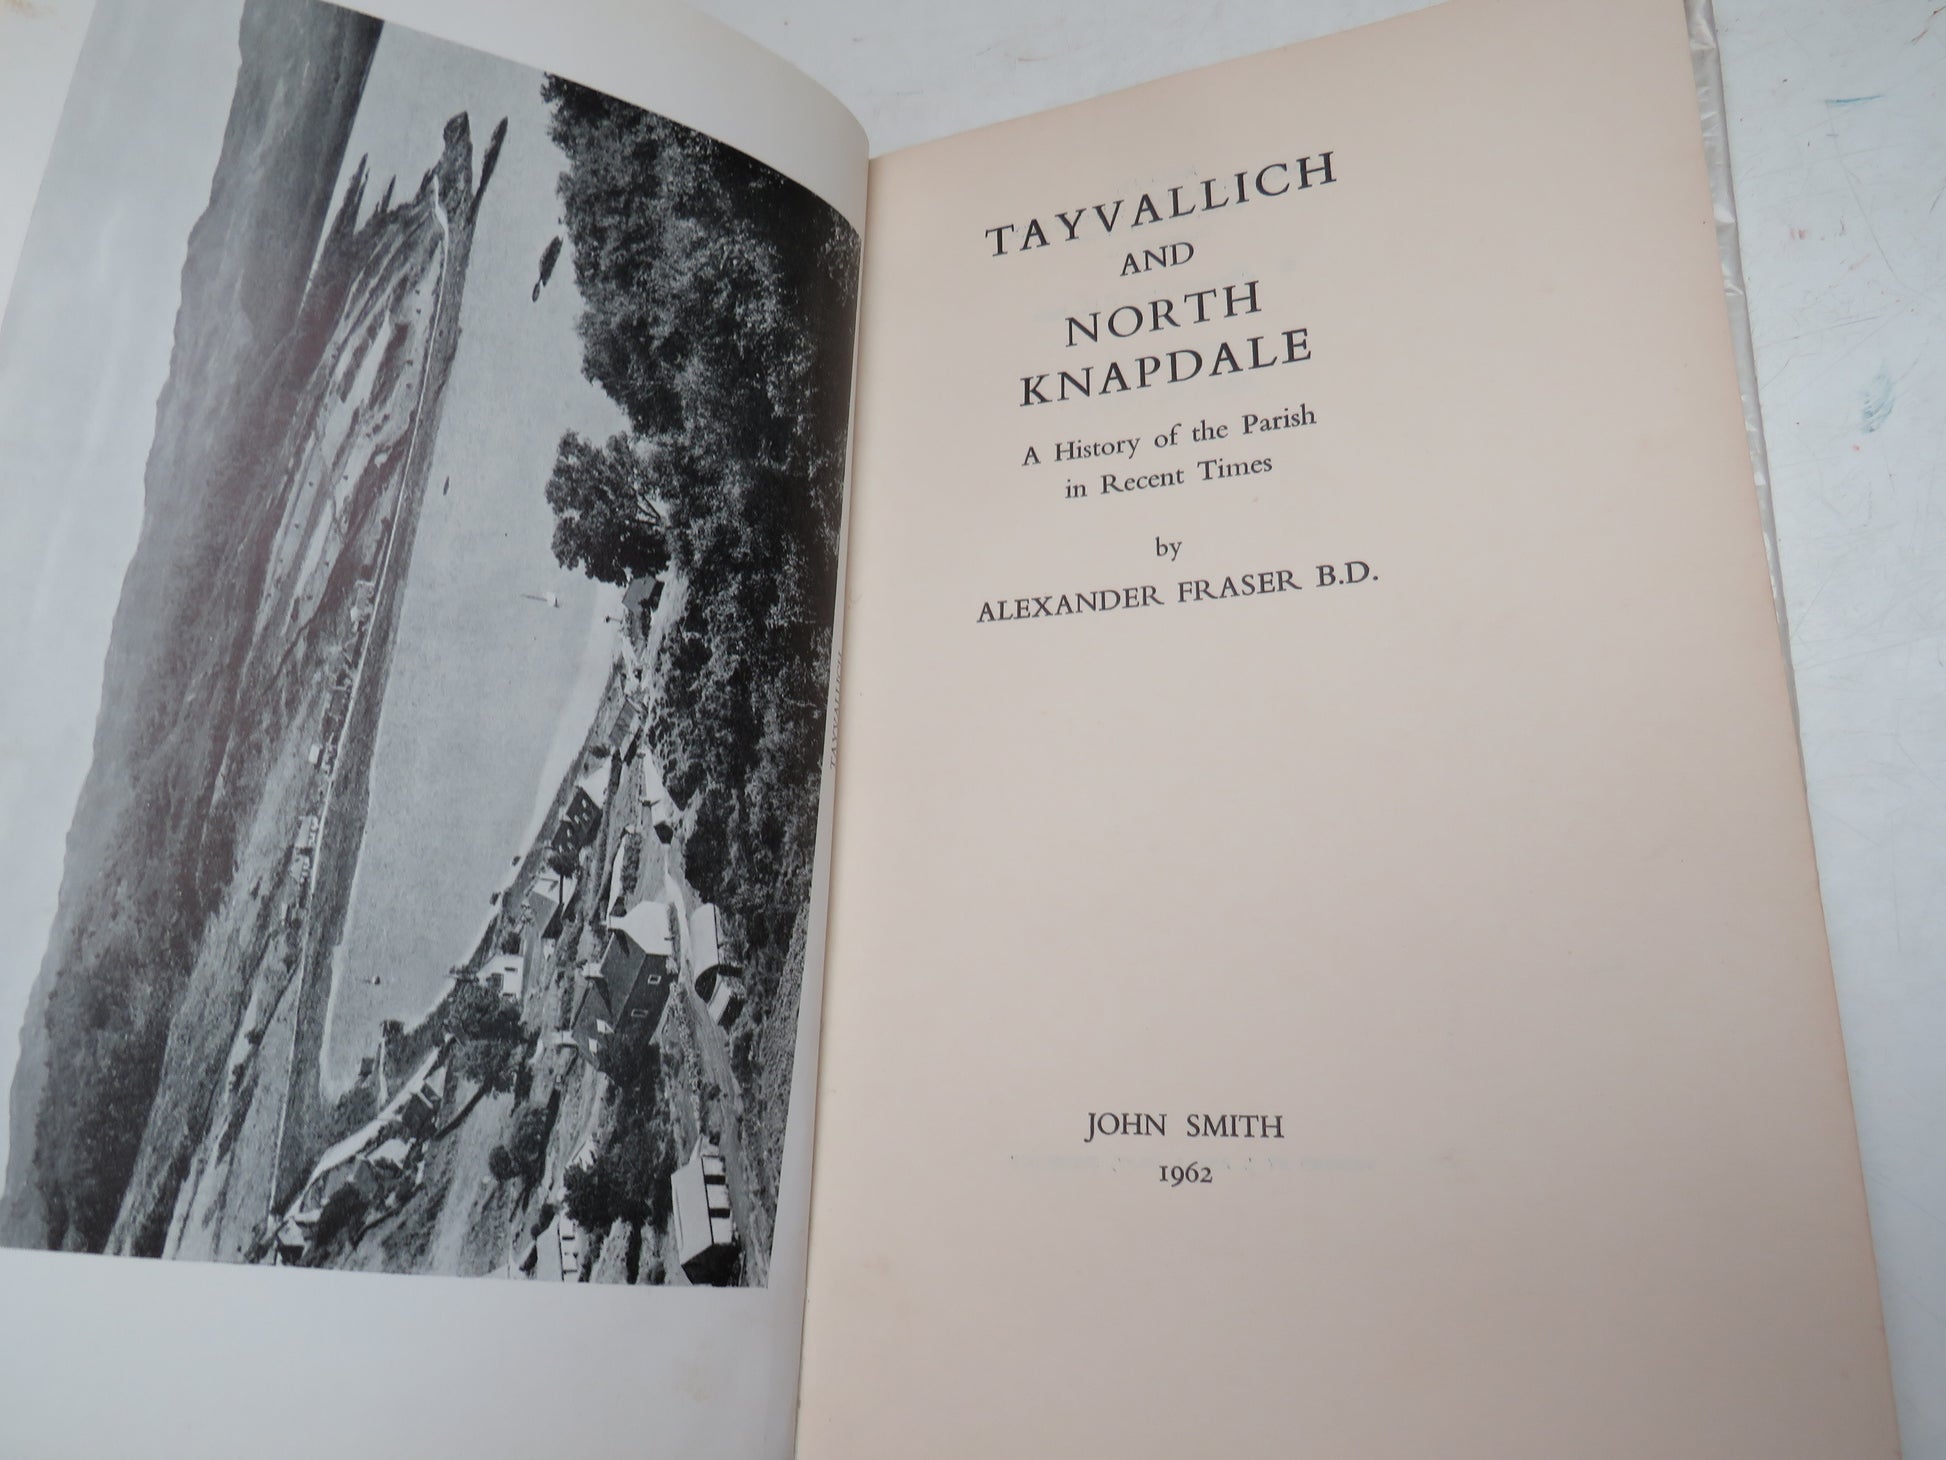 TAYVALLICH
TAYVALLICH
AND
NORTH
KNAPDALE
A History of the Parish
in Recent Times
by
ALEXANDER FRASER B.D.
JOHN SMITH
1962